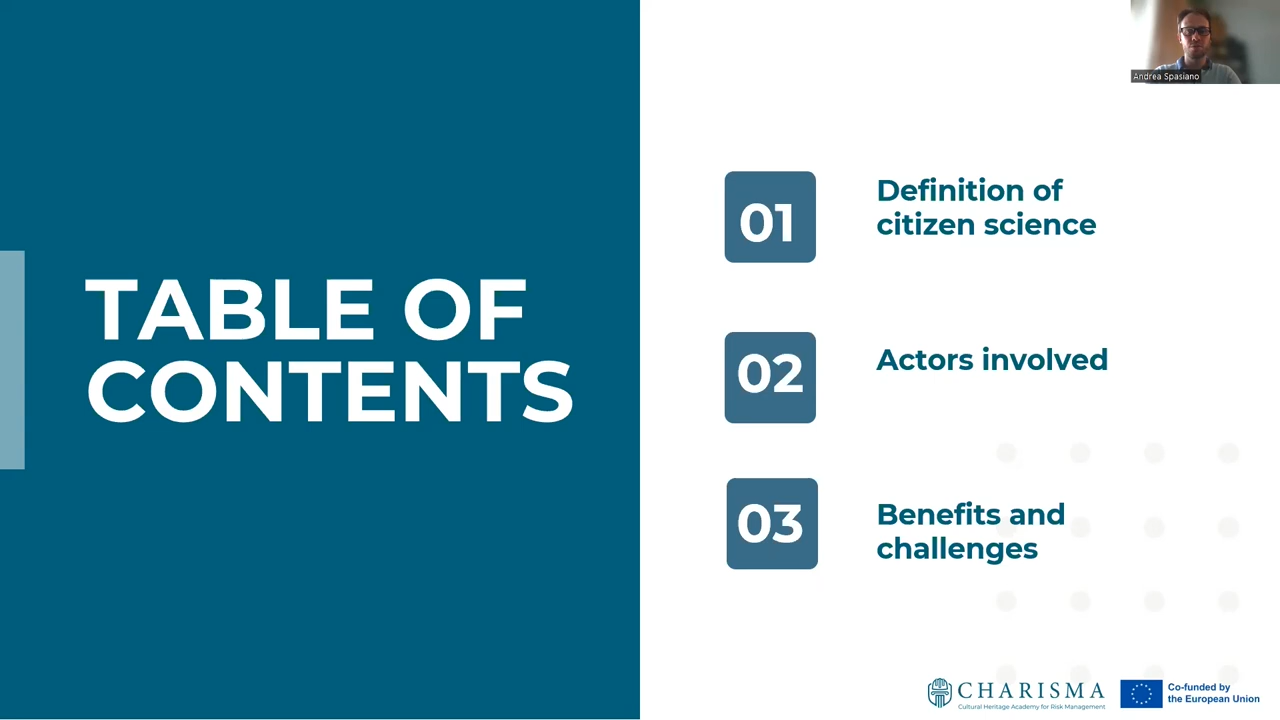 Andrea Spasiano
TABLE OF
CONTENTS
01
Definition of
citizen science
02
Actors involved
03
Benefits and
challenges
CHARISMA
Cultural Heritage Academy for Risk Management
Co-funded by
the European Union